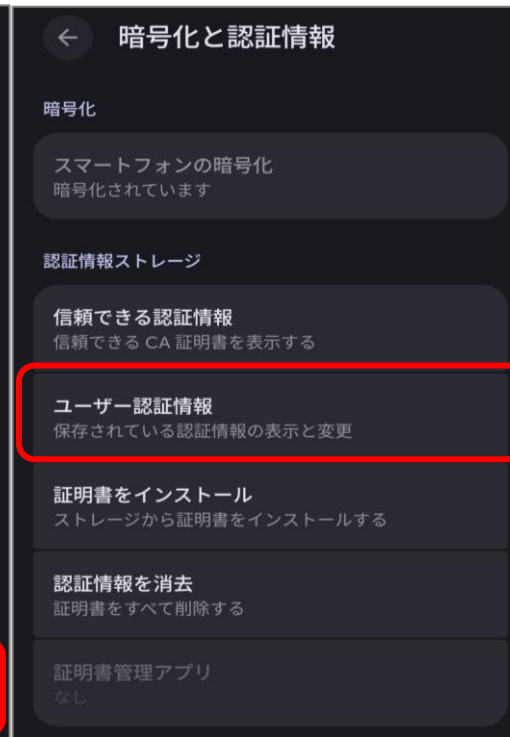 暗号化と認証情報
暗号化
スマートフォンの暗号化
暗号化されています
認証情報ストレージ
信頼できる認証情報
信頼できる CA 証明書を表示する
ユーザー認証情報
保存されている認証情報の表示と変更
証明書をインストール
ストレージから証明書をインストールする
認証情報を消去
証明書をすべて削除する
証明書管理アプリ
なし